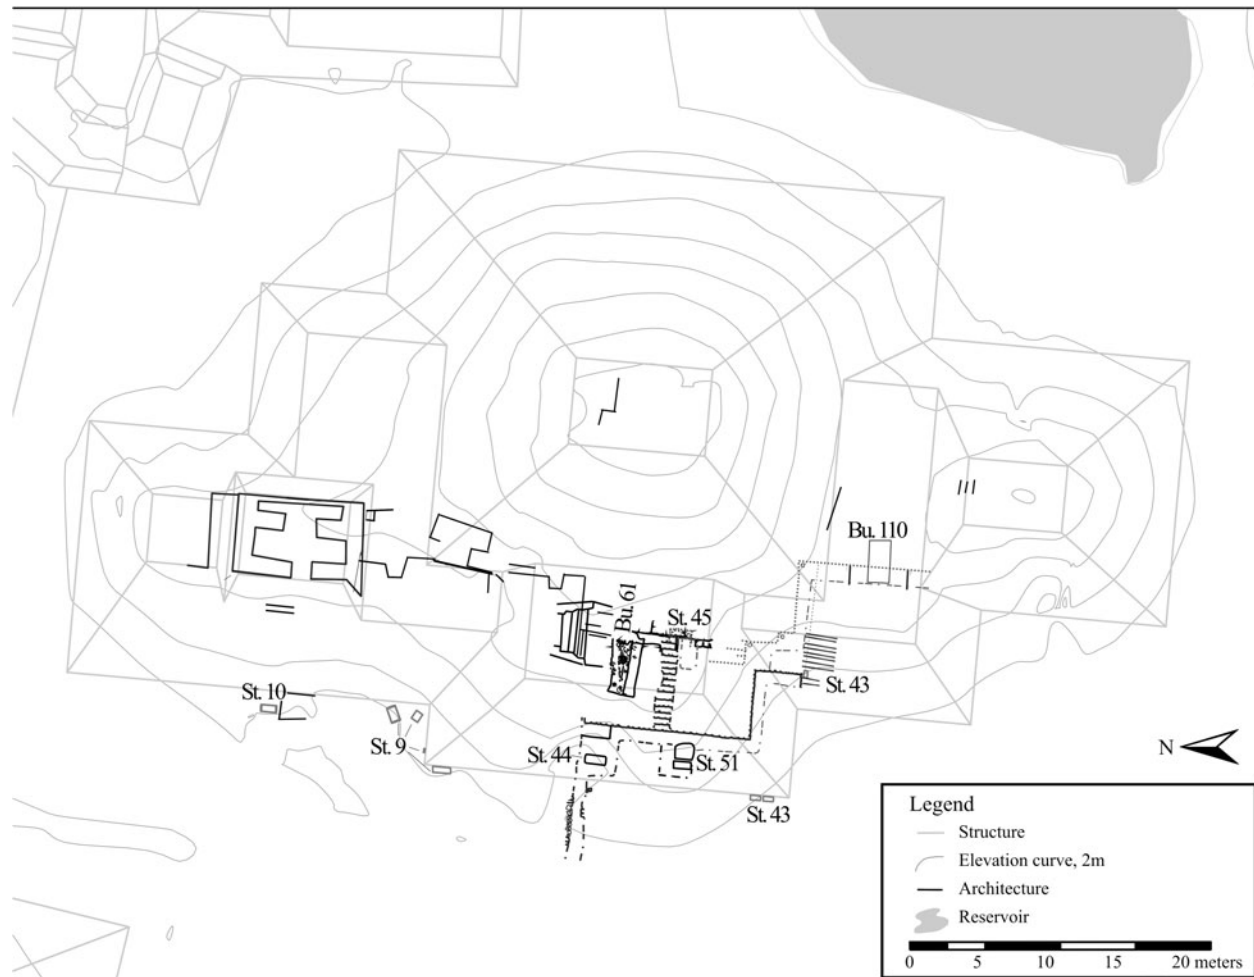 Bu. 110
Bu. 61
St. 45
St. 43
St. 10
St. 9
St. 44
St. 51
St. 43
N
Legend
Structure
Elevation curve, 2m
Architecture
Reservoir
0 5 10 15 20 meters